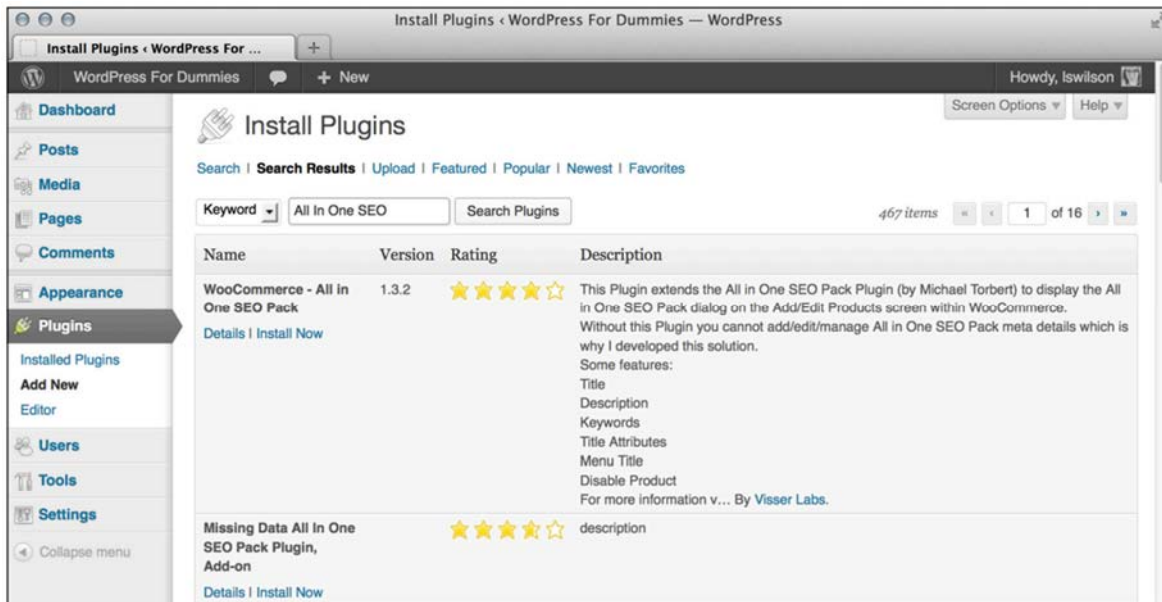 Install Plugins ‹ WordPress For Dummies — WordPress
Install Plugins ‹ WordPress For ...
WordPress For Dummies
+ New
Howdy, lswilson
Dashboard
Posts
Media
Pages
Comments
Appearance
Plugins
Installed Plugins
Add New
Editor
Users
Tools
Settings
Collapse menu
Screen Options
Help
Install Plugins
Search | Search Results | Upload | Featured | Popular | Newest | Favorites
Keyword
All In One SEO
Search Plugins
467 items « ‹ 1 of 16 › »
Name Version Rating Description
WooCommerce - All in
One SEO Pack
Details | Install Now
1.3.2
This Plugin extends the All in One SEO Pack Plugin (by Michael Torbert) to display the All
in One SEO Pack dialog on the Add/Edit Products screen within WooCommerce.
Without this Plugin you cannot add/edit/manage All in One SEO Pack meta details which is
why I developed this solution.
Some features:
Title
Description
Keywords
Title Attributes
Menu Title
Disable Product
For more information v... By Visser Labs.
Missing Data All In One
SEO Pack Plugin,
Add-on
Details | Install Now
description